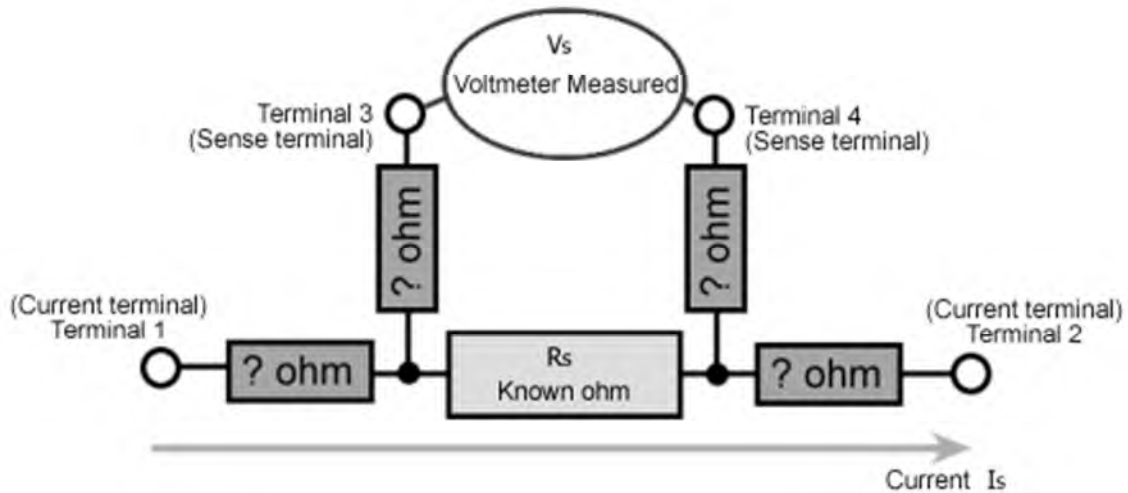 Vs
Voltmeter Measured
Terminal 3
(Sense terminal)
Terminal 4
(Sense terminal)
? ohm
? ohm
(Current terminal)
Terminal 1
(Current terminal)
Terminal 2
? ohm
Rs
Known ohm
? ohm
Current Is